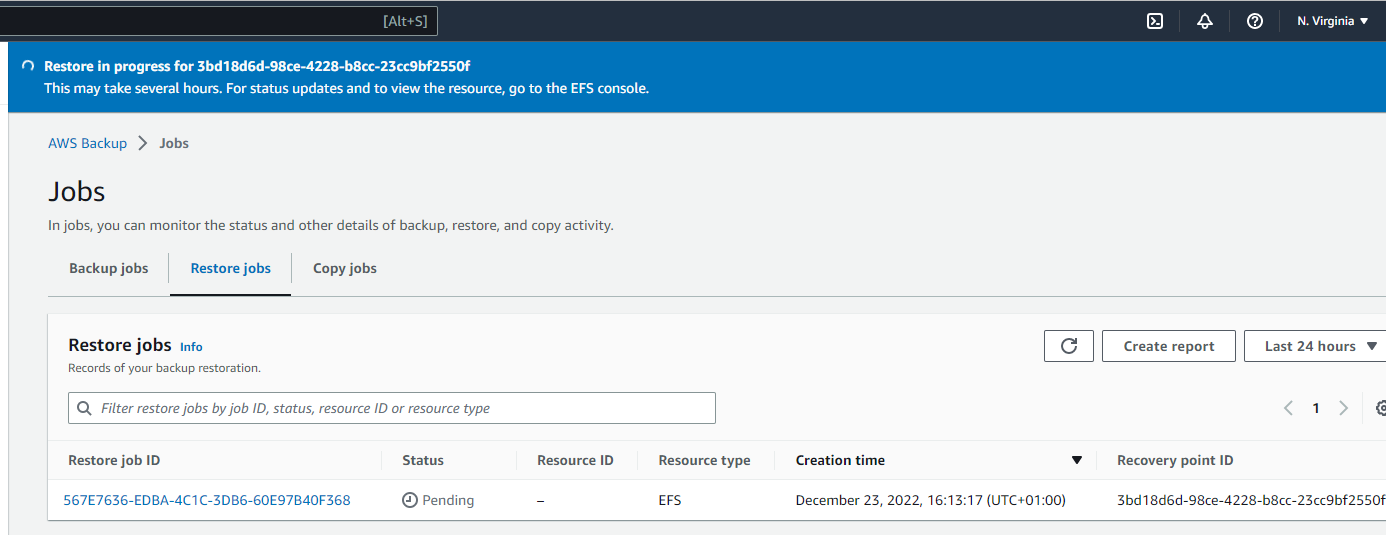 [Alt+S]
N. Virginia
Restore in progress for 3bd18d6d-98ce-4228-b8cc-23cc9bf2550f
This may take several hours. For status updates and to view the resource, go to the EFS console.
AWS Backup
Jobs
Jobs
In jobs, you can monitor the status and other details of backup, restore, and copy activity.
Backup jobs Restore jobs Copy jobs
Restore jobs Info
Records of your backup restoration.
Create report Last 24 hours
Filter restore jobs by job ID, status, resource ID or resource type
1
Restore job ID Status Resource ID Resource type Creation time Recovery point ID
567E7636-EDBA-4C1C-3DB6-60E97B40F368 Pending – EFS December 23, 2022, 16:13:17 (UTC+01:00) 3bd18d6d-98ce-4228-b8cc-23cc9bf2550f